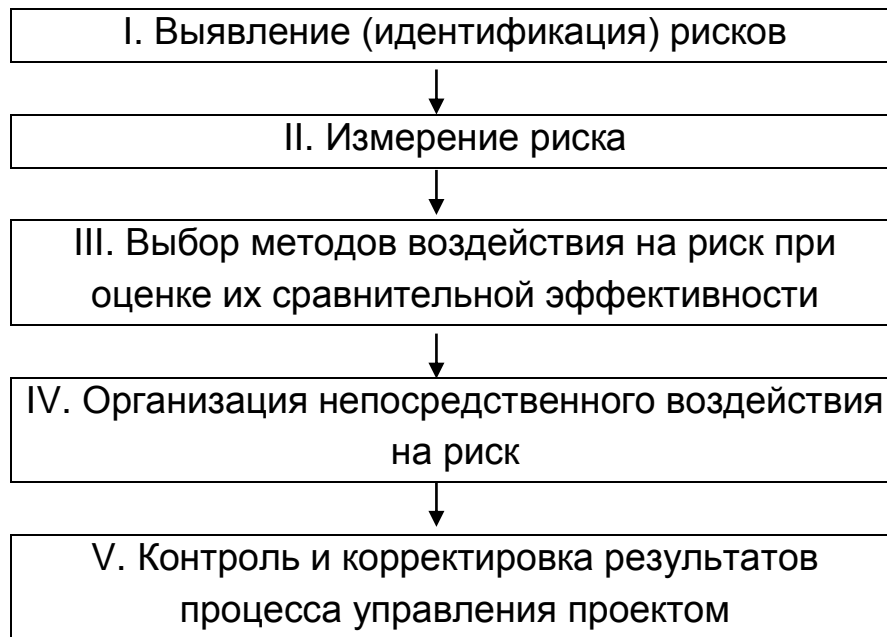 I. Выявление (идентификация) рисков
II. Измерение риска
III. Выбор методов воздействия на риск при
оценке их сравнительной эффективности
IV. Организация непосредственного воздействия
на риск
V. Контроль и корректировка результатов
процесса управления проектом